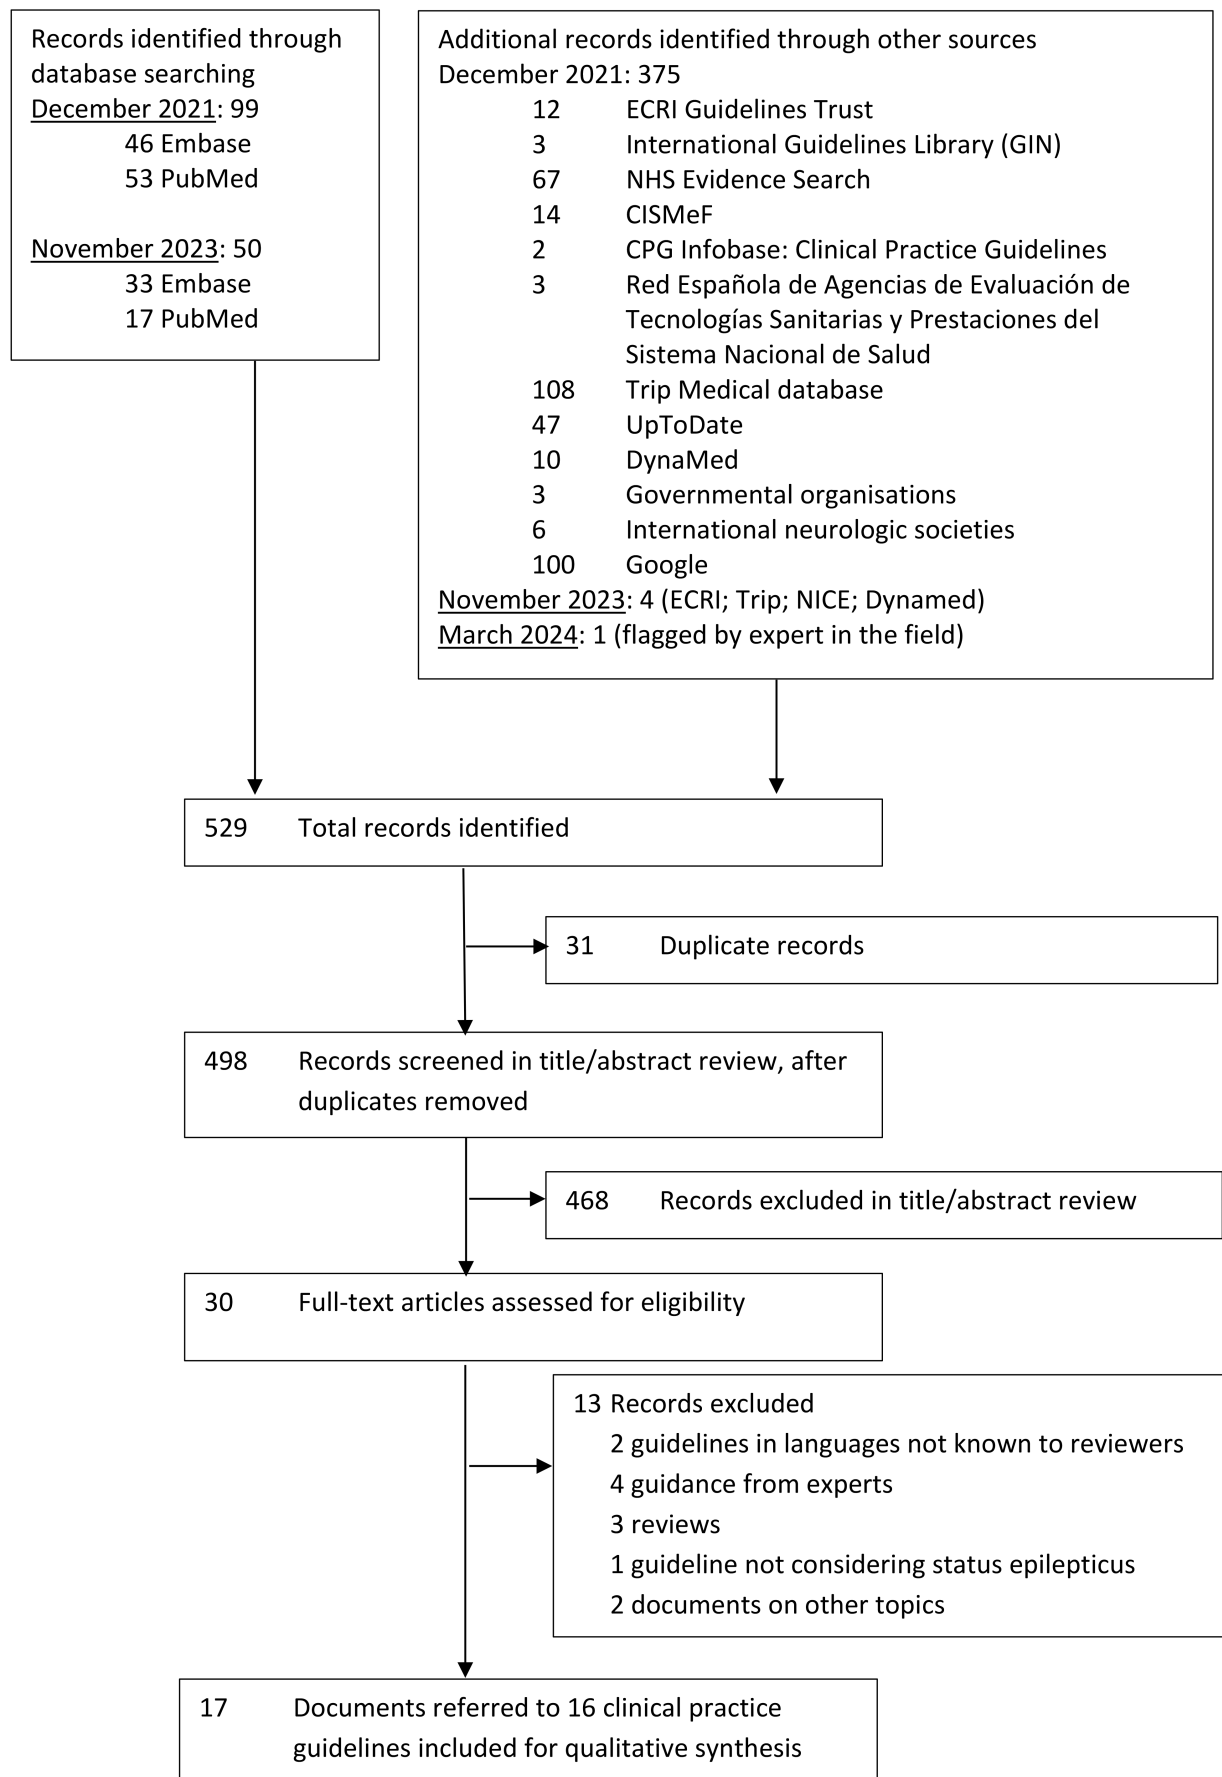 Records identified through
database searching
December 2021: 99
46 Embase
53 PubMed
November 2023: 50
33 Embase
17 PubMed
Additional records identified through other sources
December 2021: 375
12 ECRI Guidelines Trust
3 International Guidelines Library (GIN)
67 NHS Evidence Search
14 CISMeF
2 CPG Infobase: Clinical Practice Guidelines
3 Red Española de Agencias de Evaluación de
Tecnologías Sanitarias y Prestaciones del
Sistema Nacional de Salud
108 Trip Medical database
47 UpToDate
10 DynaMed
3 Governmental organisations
6 International neurologic societies
100 Google
November 2023: 4 (ECRI; Trip; NICE; Dynamed)
March 2024: 1 (flagged by expert in the field)
529 Total records identified
31 Duplicate records
498 Records screened in title/abstract review, after
duplicates removed
468 Records excluded in title/abstract review
30 Full-text articles assessed for eligibility
13 Records excluded
2 guidelines in languages not known to reviewers
4 guidance from experts
3 reviews
1 guideline not considering status epilepticus
2 documents on other topics
17 Documents referred to 16 clinical practice
guidelines included for qualitative synthesis